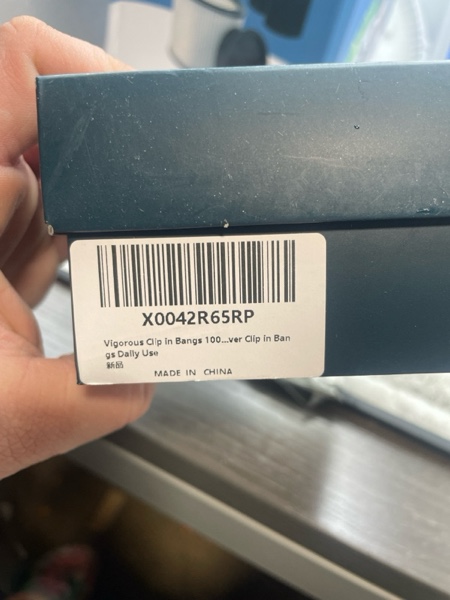 X0042R65RP
Vigorous Clip in Bangs 100...ver Clip in Ban
gs Daily Use
新品
MADE IN CHINA